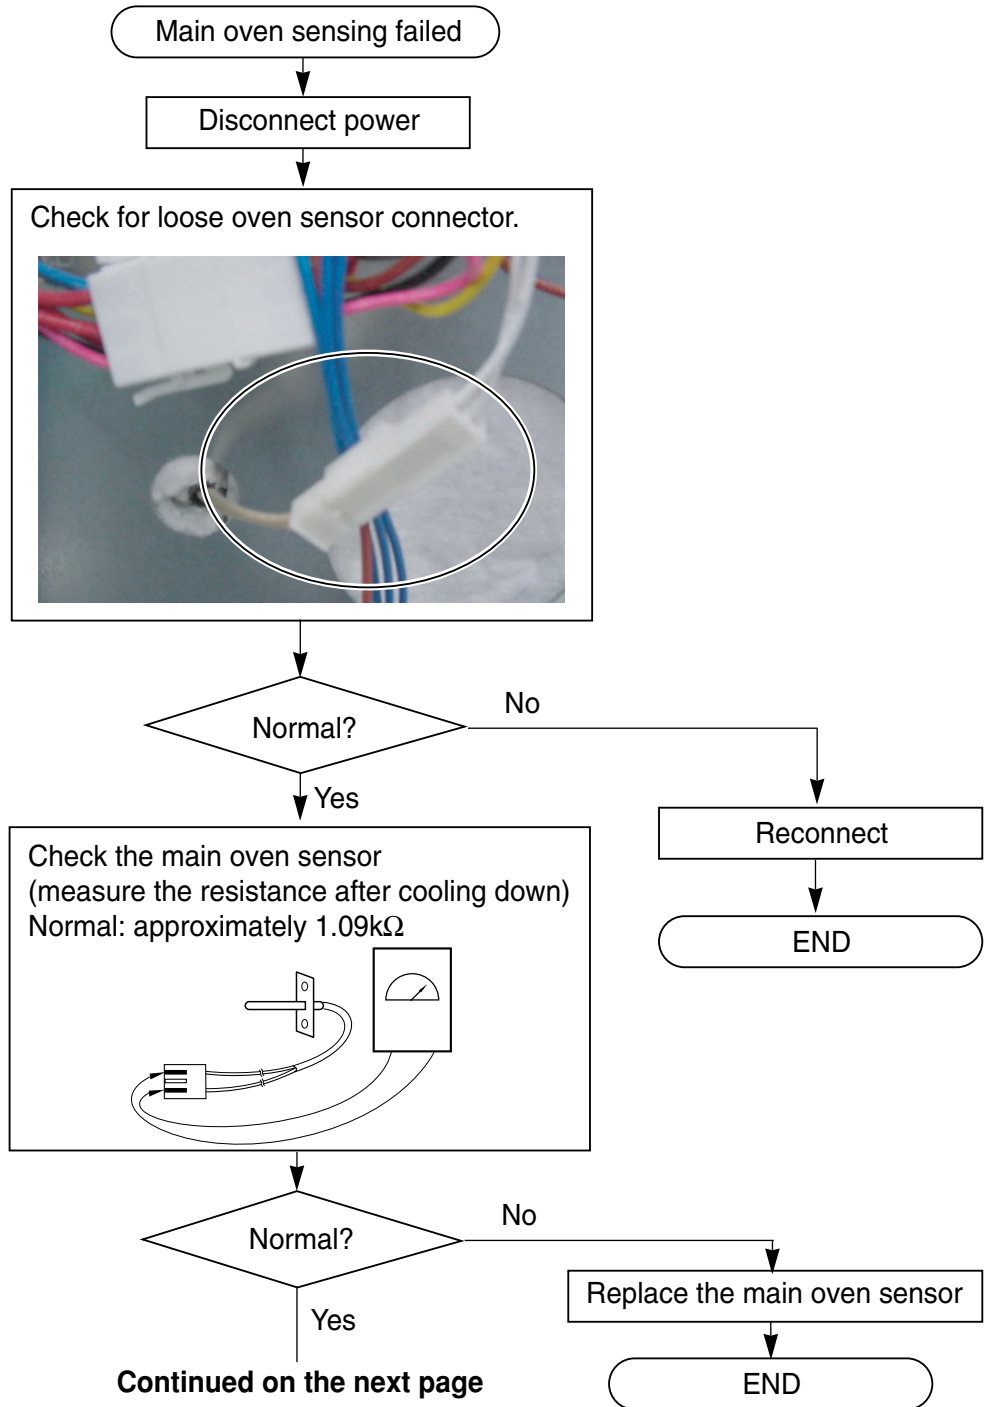 Main oven sensing failed
Disconnect power
Check for loose oven sensor connector.
Normal?
No
Yes
Reconnect
END
Check the main oven sensor
(measure the resistance after cooling down)
Normal: approximately 1.09kΩ
Normal?
No
Yes
Replace the main oven sensor
END
Continued on the next page